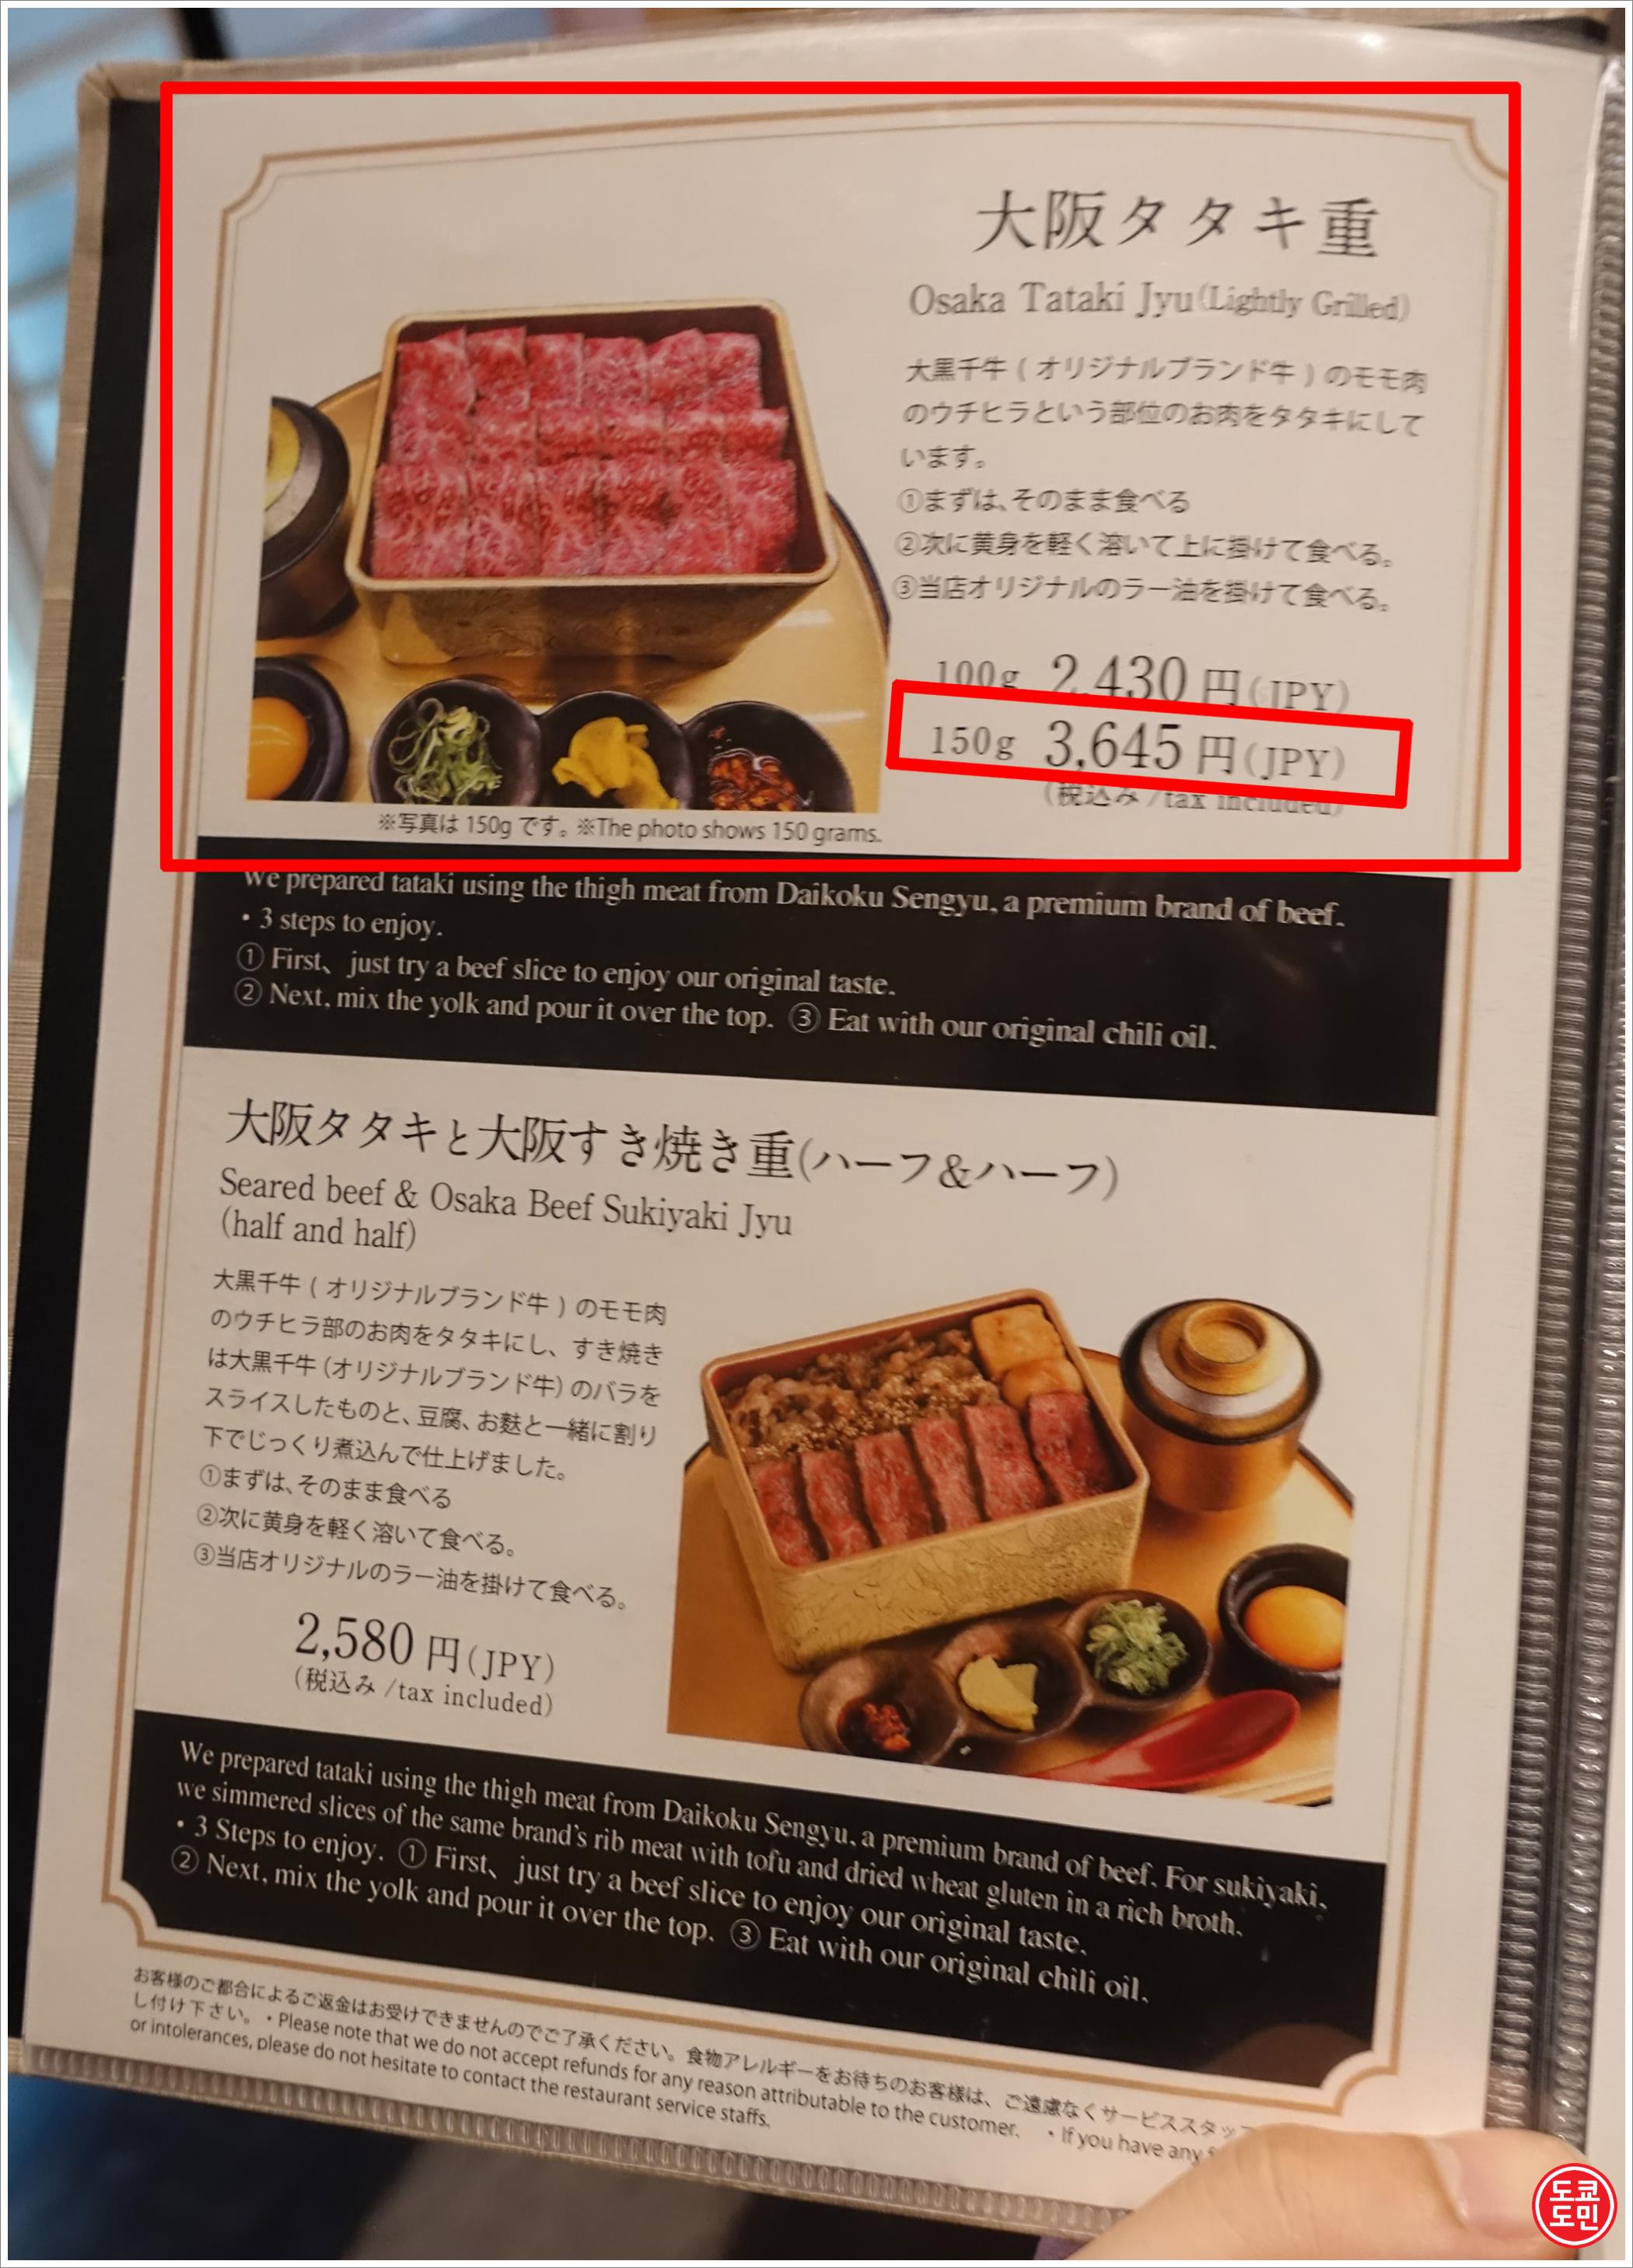 大阪タタキ重
Osaka Tataki Jyu(Lightly Grilled)
大黒千牛 ( オリジナルブランド牛 ) のモモ肉
のウチヒラという部位のお肉をタタキにして
います。
①まずは、そのまま食べる
②次に黄身を軽く溶いて上に掛けて食べる。
③当店オリジナルのラー油を掛けて食べる。
100g 2,430 円(JPY)
150g 3,645 円(JPY)
(税込み /tax included)
※写真は 150g です。※The photo shows 150 grams.
We prepared tataki using the thigh meat from Daikoku Sengyu, a premium brand of beef.
・3 steps to enjoy.
① First、 just try a beef slice to enjoy our original taste.
② Next, mix the yolk and pour it over the top. ③ Eat with our original chili oil.
大阪タタキと大阪すき焼き重(ハーフ&ハーフ)
Seared beef & Osaka Beef Sukiyaki Jyu
(half and half)
大黒千牛 ( オリジナルブランド牛 ) のモモ肉
のウチヒラ部のお肉をタタキにし、すき焼き
は大黒千牛 (オリジナルブランド牛) のバラを
スライスしたものと、豆腐、お麩と一緒に割り
下でじっくり煮込んで仕上げました。
①まずは、そのまま食べる
②次に黄身を軽く溶いて食べる。
③当店オリジナルのラー油を掛けて食べる。
2,580 円(JPY)
(税込み /tax included)
We prepared tataki using the thigh meat from Daikoku Sengyu, a premium brand of beef. For sukiyaki,
we simmered slices of the same brand's rib meat with tofu and dried wheat gluten in a rich broth.
・3 Steps to enjoy. ① First、 just try a beef slice to enjoy our original taste.
② Next, mix the yolk and pour it over the top. ③ Eat with our original chili oil.
お客様のご都合によるご返金はお受けできませんのでご了承ください。食物アレルギーをお待ちのお客様は、ご遠慮なくサービススタッフ
し付け下さい。・Please note that we do not accept refunds for any reason attributable to the customer. ・If you have any
or intolerances, please do not hesitate to contact the restaurant service staffs.
도쿄
도민